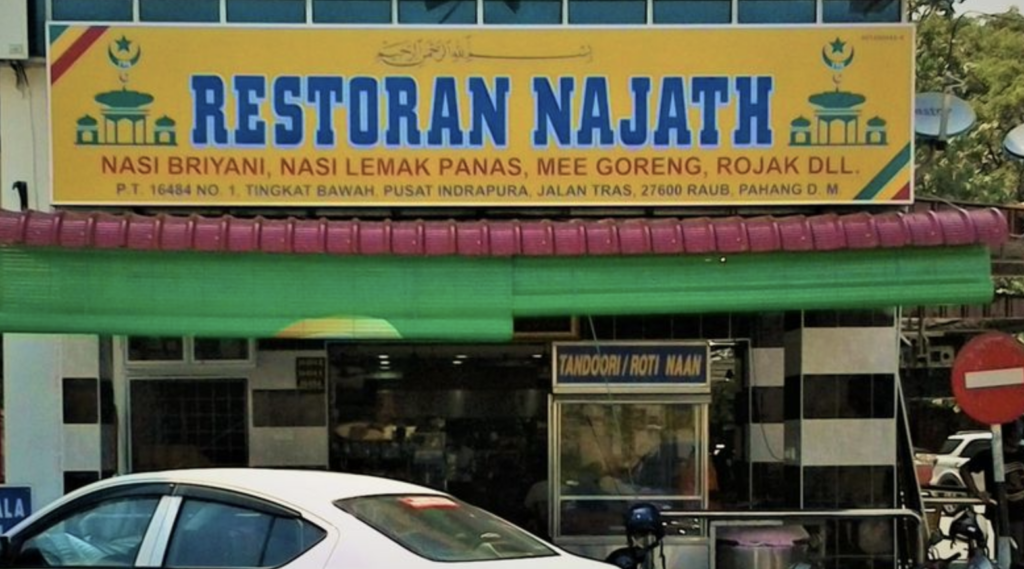 بسم الله الرحمن الرحيم
RESTORAN NAJATH
NASI BRIYANI, NASI LEMAK PANAS, MEE GORENG, ROJAK DLL.
P.T. 16484 NO. 1, TINGKAT BAWAH, PUSAT INDRAPURA, JALAN TRAS, 27600 RAUB, PAHANG D. M.
TANDOORI / ROTI NAAN
ALA